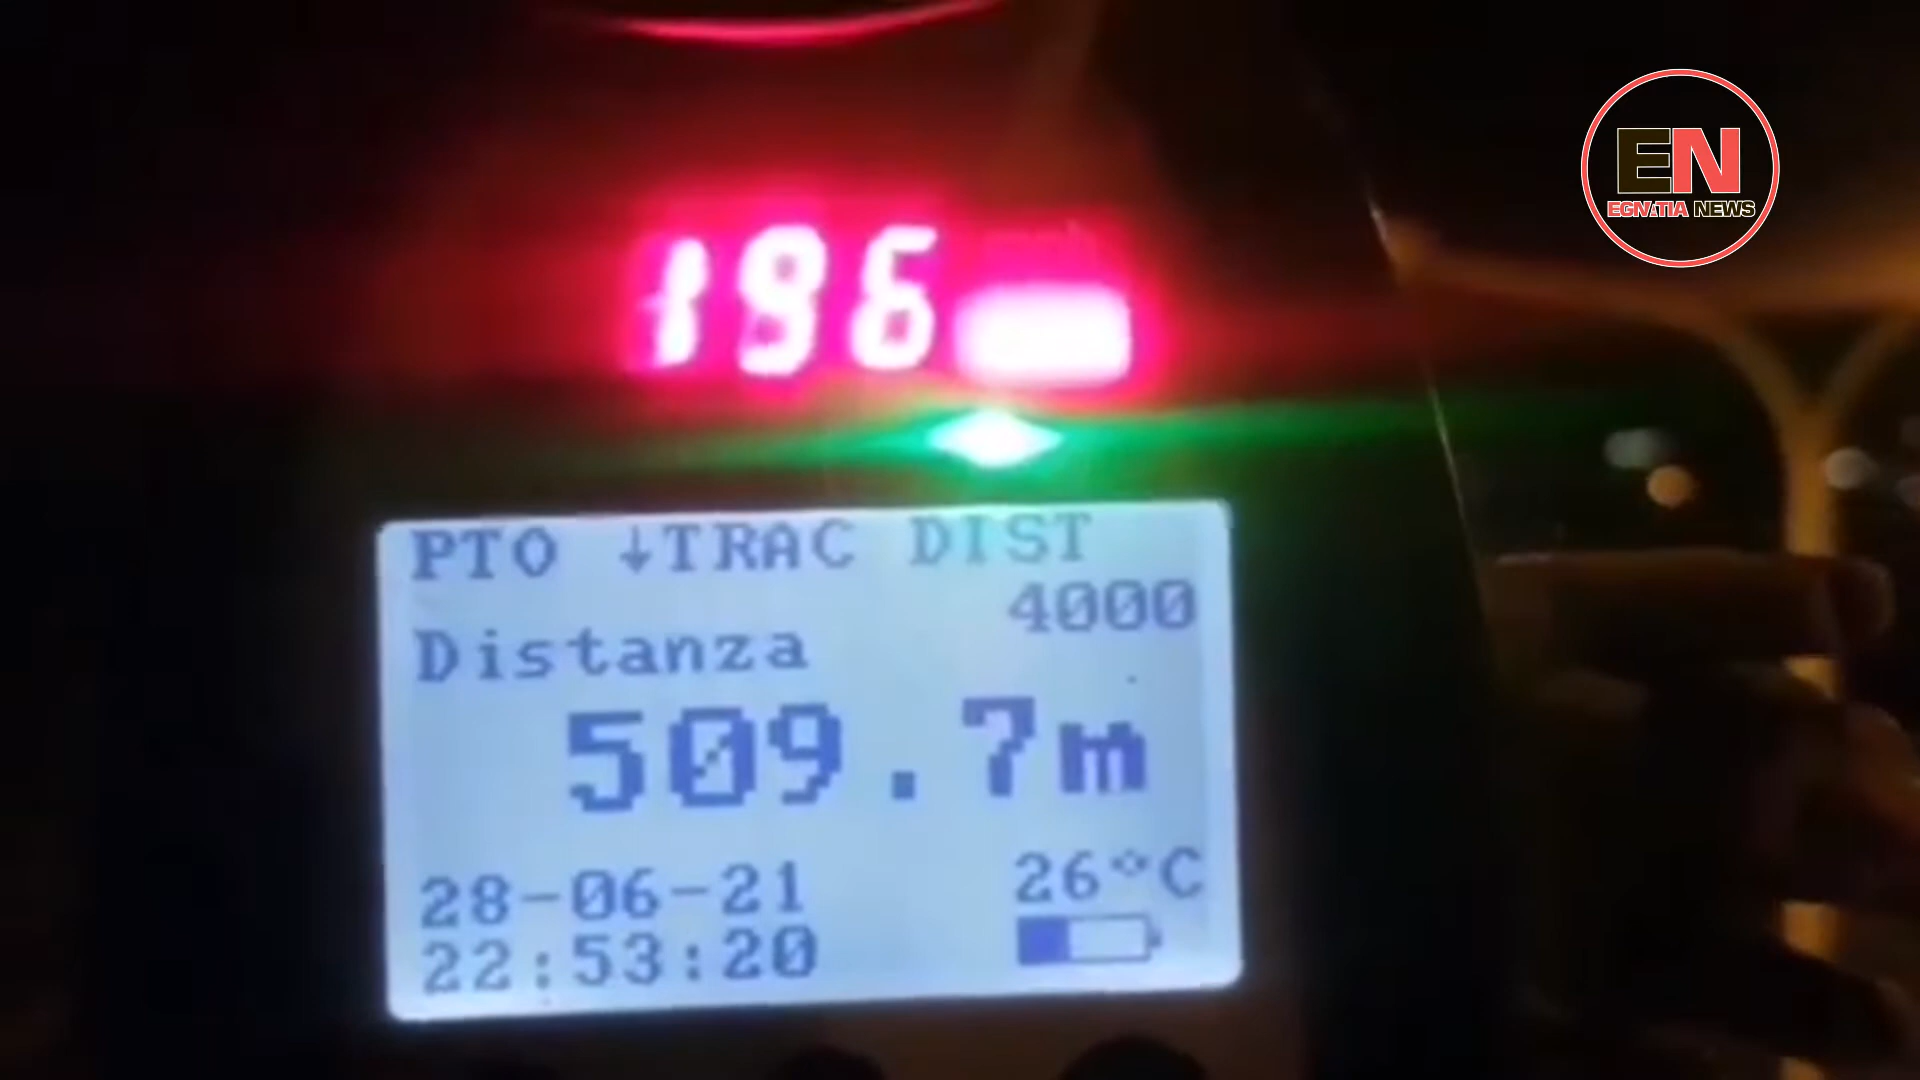 EN
EGNATIA NEWS
196
PTO ↓TRAC DIST
4000
Distanza
509.7m
28-06-21
26°C
22:53:20